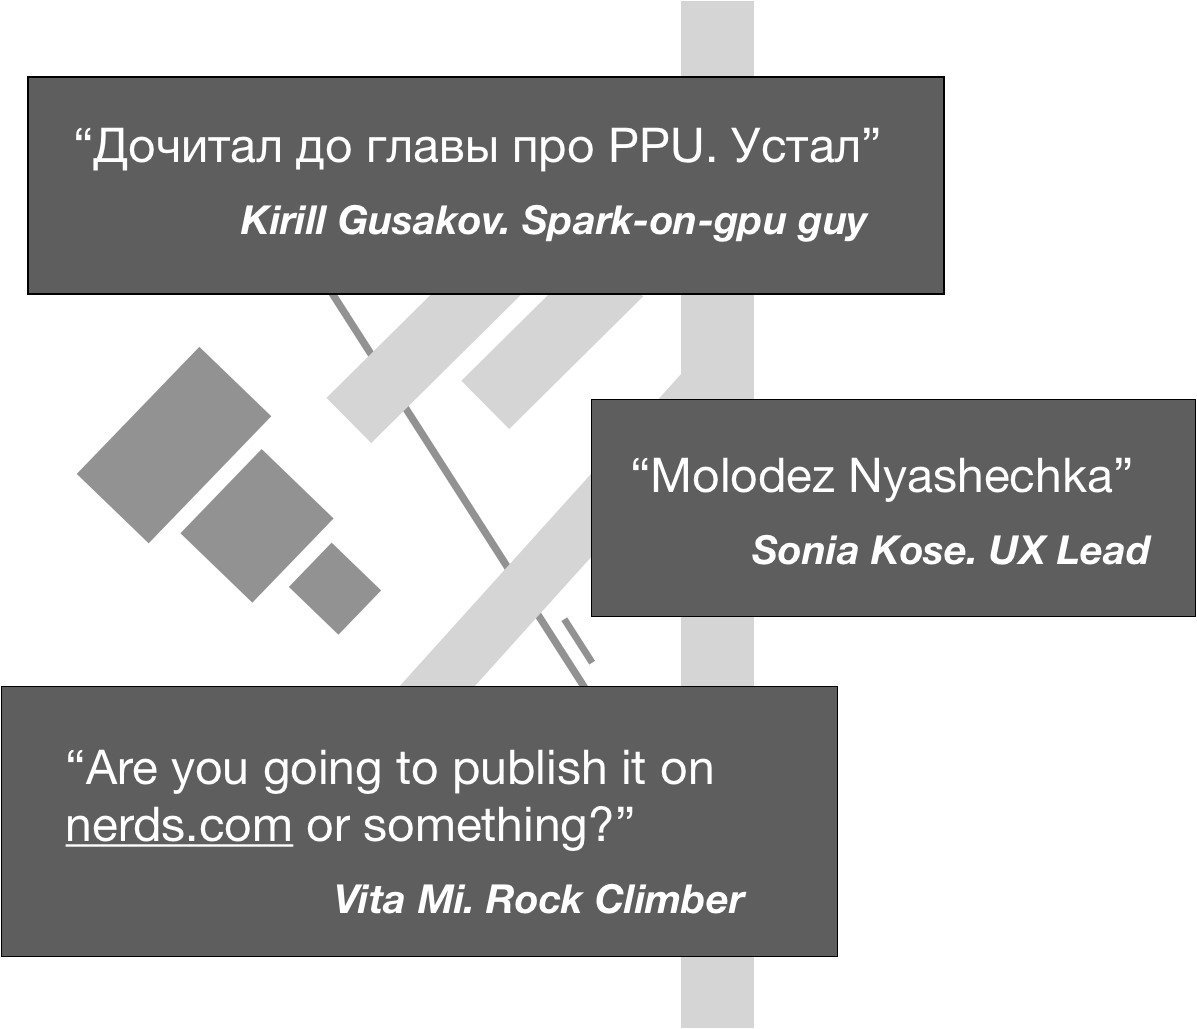 “Дочитал до главы про PPU. Устал”
Kirill Gusakov. Spark-on-gpu guy
“Molodez Nyashechka”
Sonia Kose. UX Lead
“Are you going to publish it on
nerds.com or something?”
Vita Mi. Rock Climber